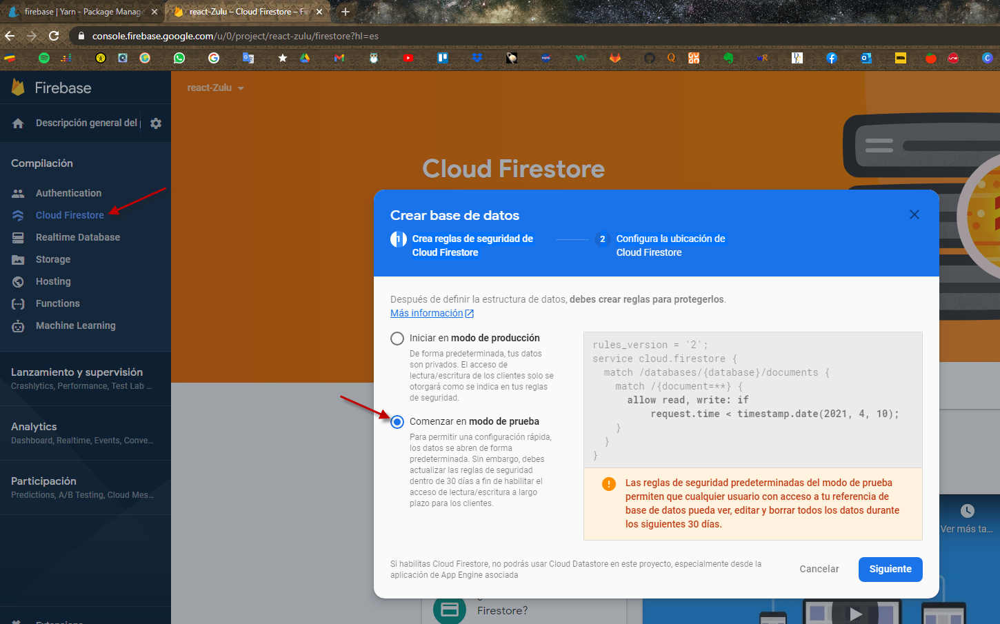 firebase | Yarn - Package Manage
react-Zulu – Cloud Firestore – Fir
console.firebase.google.com/u/0/project/react-zulu/firestore?hl=es
Firebase
react-Zulu
Descripción general del
Compilación
Authentication
Cloud Firestore
Realtime Database
Storage
Hosting
Functions
Machine Learning
Lanzamiento y supervisión
Crashlytics, Performance, Test Lab ...
Analytics
Dashboard, Realtime, Events, Conve...
Participación
Predictions, A/B Testing, Cloud Mes...
Extensions
Cloud Firestore
Crear base de datos
1 Crea reglas de seguridad de
Cloud Firestore
2 Configura la ubicación de
Cloud Firestore
Después de definir la estructura de datos, debes crear reglas para protegerlos.
Más información
Iniciar en modo de producción
De forma predeterminada, tus datos
son privados. El acceso de
lectura/escritura de los clientes solo se
otorgará como se indica en tus reglas
de seguridad.
Comenzar en modo de prueba
Para permitir una configuración rápida,
los datos se abren de forma
predeterminada. Sin embargo, debes
actualizar las reglas de seguridad
dentro de 30 días a fin de habilitar el
acceso de lectura/escritura a largo
plazo para los clientes.
rules_version = '2';
service cloud.firestore {
match /databases/{database}/documents {
match /{document=**} {
allow read, write: if
request.time < timestamp.date(2021, 4, 10);
}
}
}
Las reglas de seguridad predeterminadas del modo de prueba
permiten que cualquier usuario con acceso a tu referencia de
base de datos pueda ver, editar y borrar todos los datos durante
los siguientes 30 días.
Si habilitas Cloud Firestore, no podrás usar Cloud Datastore en este proyecto, especialmente desde la
aplicación de App Engine asociada
Cancelar
Siguiente
Ver más ta...
Firestore?